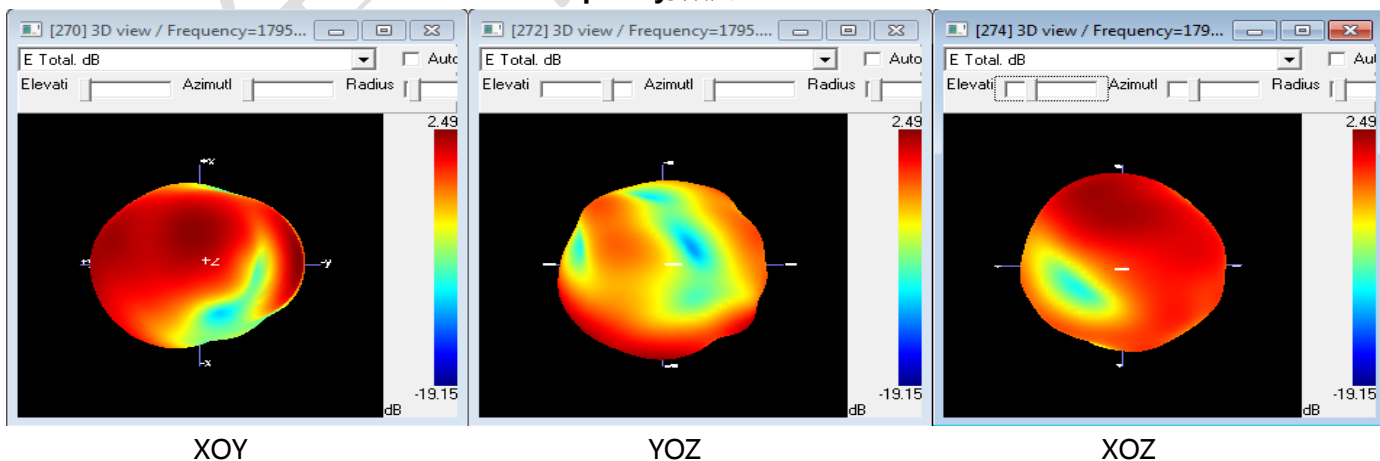 [270] 3D view / Frequency=1795...
E Total. dB
Auto
Elevati
Azimutl
Radius
2.49
+x
+z
-y
-x
-19.15
dB
XOY
[272] 3D view / Frequency=1795....
E Total. dB
Auto
Elevati
Azimutl
Radius
2.49
-19.15
dB
YOZ
[274] 3D view / Frequency=179...
E Total. dB
Aut
Elevati
Azimutl
Radius
2.49
-19.15
dB
XOZ